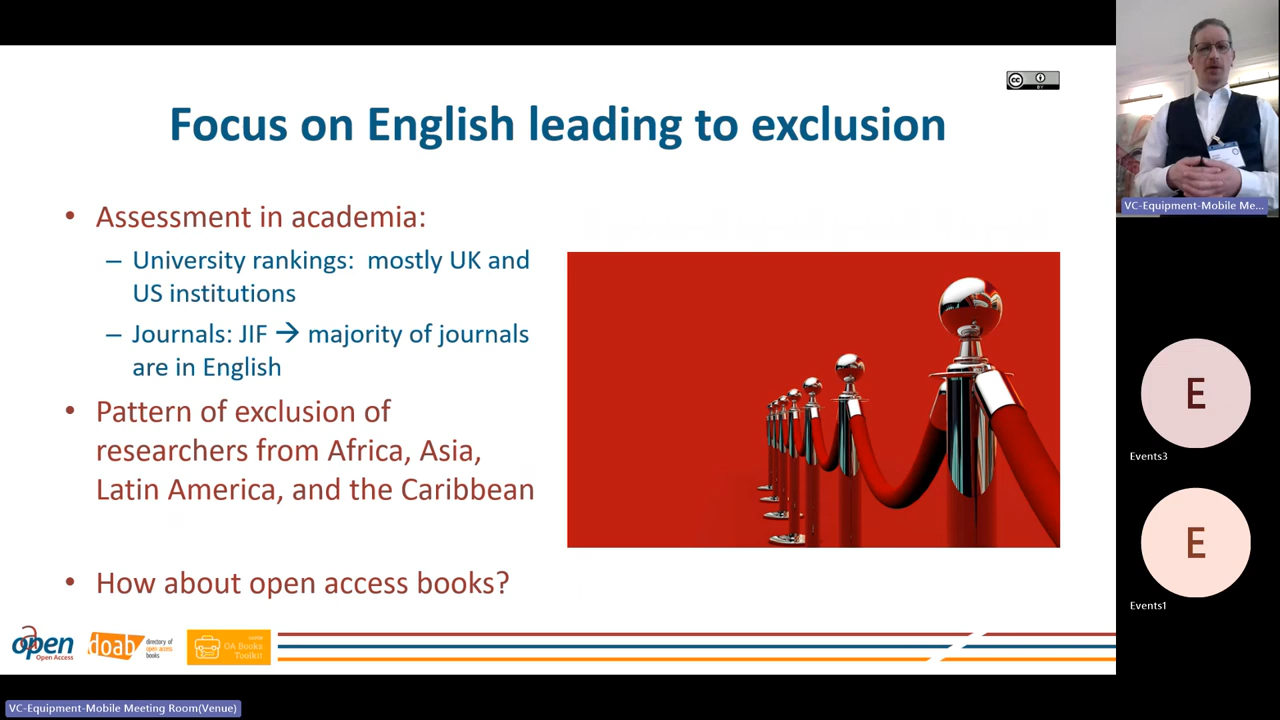 Focus on English leading to exclusion
• Assessment in academia:
– University rankings: mostly UK and
US institutions
– Journals: JIF → majority of journals
are in English
• Pattern of exclusion of
researchers from Africa, Asia,
Latin America, and the Caribbean
• How about open access books?
cc
BY
open
Open Access
doab
directory of
open access
books
OA Books
Toolkit
VC-Equipment-Mobile Me...
E
Events3
E
Events1
VC-Equipment-Mobile Meeting Room(Venue)